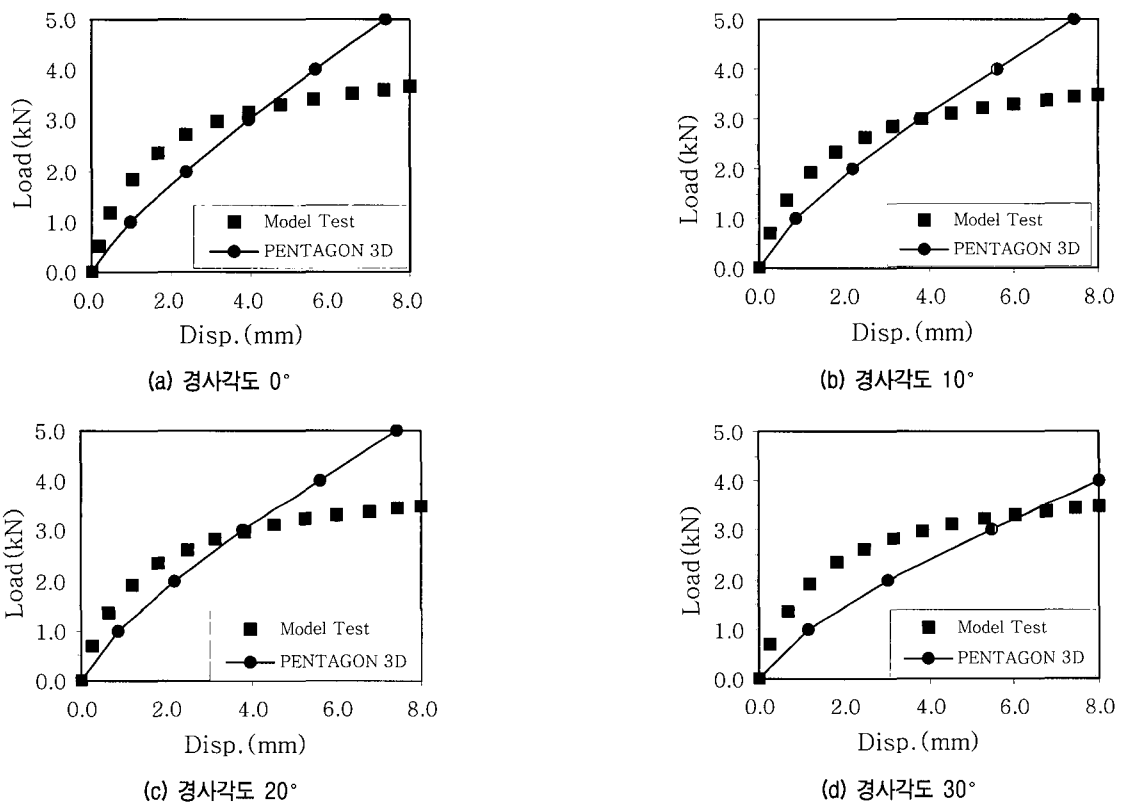 5.0
4.0
3.0
2.0
1.0
0.0
Load(kN)
Model Test
PENTAGON 3D
0.0 2.0 4.0 6.0 8.0
Disp.(mm)
(a) 경사각도 0°
5.0
4.0
3.0
2.0
1.0
0.0
Load(kN)
Model Test
PENTAGON 3D
0.0 2.0 4.0 6.0 8.0
Disp.(mm)
(b) 경사각도 10°
5.0
4.0
3.0
2.0
1.0
0.0
Load(kN)
Model Test
PENTAGON 3D
0.0 2.0 4.0 6.0 8.0
Disp.(mm)
(c) 경사각도 20°
5.0
4.0
3.0
2.0
1.0
0.0
Load(kN)
Model Test
PENTAGON 3D
0.0 2.0 4.0 6.0 8.0
Disp.(mm)
(d) 경사각도 30°